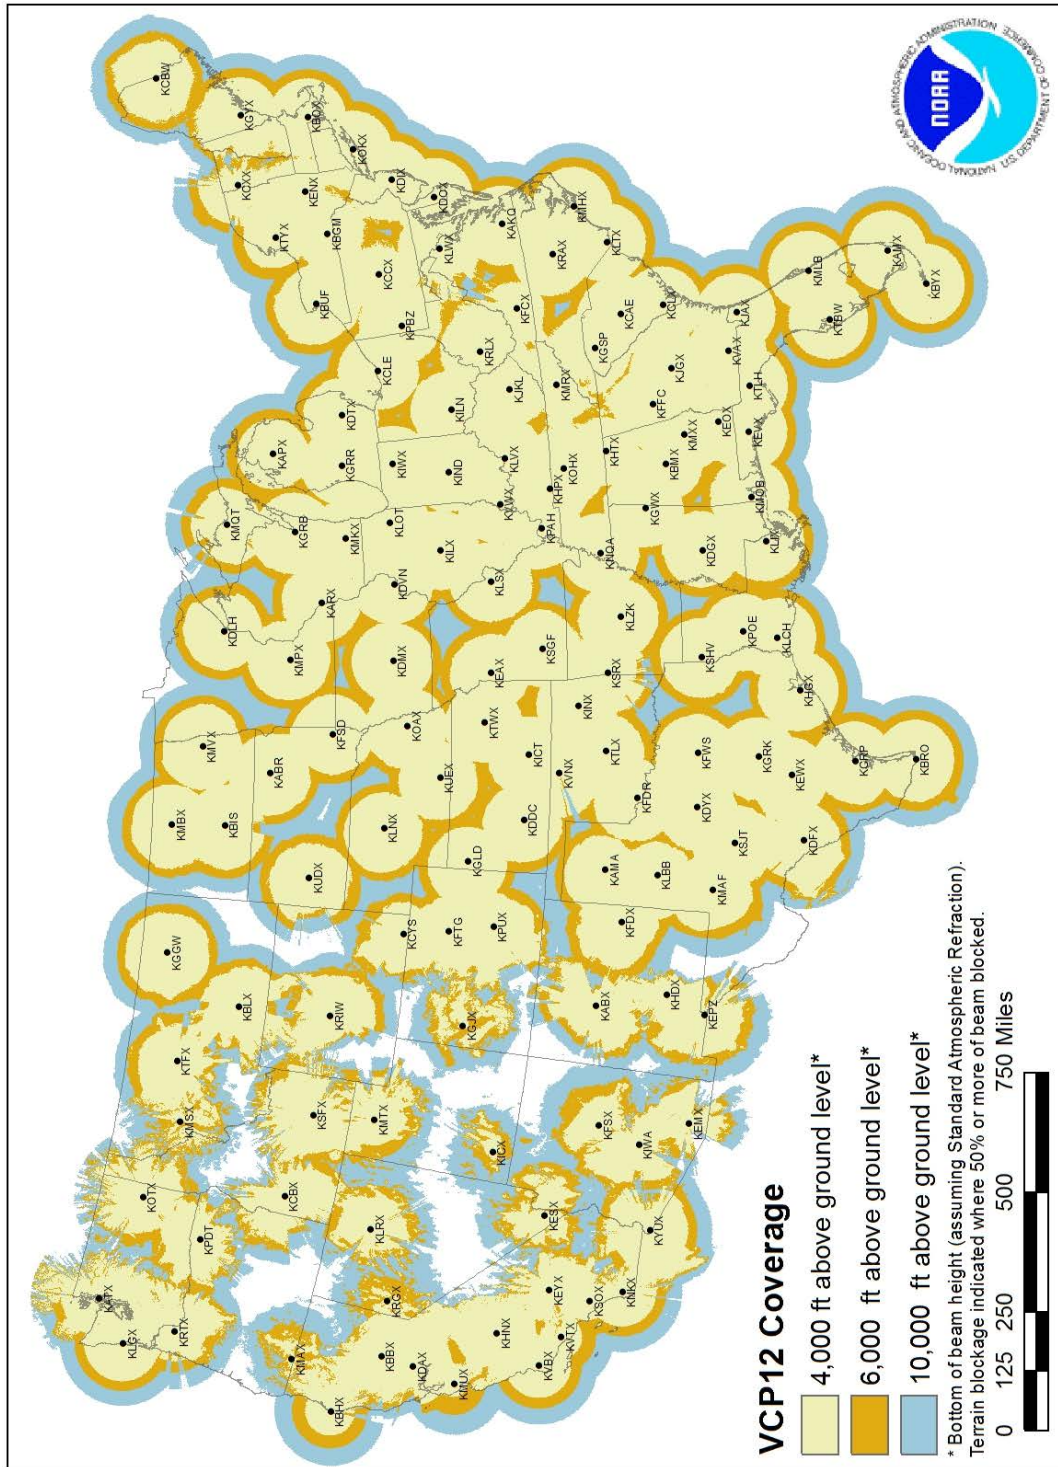 KCBW
KGYX
KBOX
KOKX
KCXX
KENX
KDIX
KDOX
KTYX
KBGM
KCCX
KLWX
KAKQ
KMHX
KRAX
KLTX
KBUF
KPBZ
KFCX
KCLE
KRLX
KCAE
KCLX
KGSP
KJAX
KMLB
KAMX
KBYX
KTBW
KDTX
KILN
KJKL
KMRX
KJGX
KVAX
KTLH
KFFC
KAPX
KGRR
KIWX
KIND
KLVX
KOHX
KHPX
KHTX
KBMX
KMXX
KEOX
KEVX
KMQT
KGRB
KMKX
KLOT
KILX
KPAH
KNQA
KGWX
KDGX
KMOB
KLIX
KDLH
KARX
KMPX
KDVN
KLSX
KDMX
KEAX
KSGF
KLZK
KSRX
KSHV
KPOE
KLCH
KHGX
KMVX
KABR
KFSD
KOAX
KTWX
KUEX
KICT
KINX
KTLX
KVNX
KFWS
KGRK
KEWX
KGRP
KBRO
KMBX
KBIS
KUDX
KLNX
KGLD
KDDC
KFDR
KDYX
KSJT
KDFX
KAMA
KLBB
KMAF
KGGW
KCYS
KFTG
KPUX
KFDX
KBLX
KRIW
KGJX
KABX
KHDX
KEPZ
KTFX
KMSX
KSFX
KMTX
KICX
KFSX
KIWA
KEMX
KOTX
KPDT
KCBX
KLRX
KESX
KYUX
KATX
KLGX
KRTX
KMAX
KRGX
KBBX
KDAX
KMUX
KBHX
KHNX
KEYX
KSOX
KNKX
KVTX
KVBX
NATIONAL OCEANIC AND ATMOSPHERIC ADMINISTRATION
U.S. DEPARTMENT OF COMMERCE
NOAA
VCP12 Coverage
4,000 ft above ground level*
6,000 ft above ground level*
10,000 ft above ground level*
* Bottom of beam height (assuming Standard Atmospheric Refraction).
Terrain blockage indicated where 50% or more of beam blocked.
0 125 250 500 750 Miles